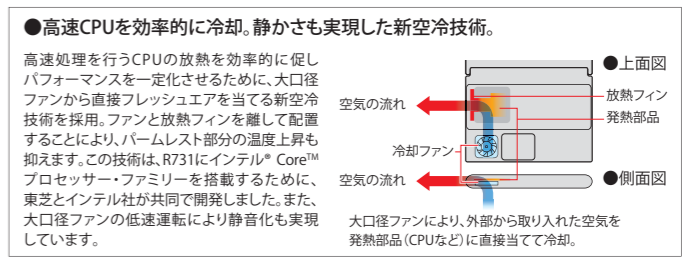 ●高速CPUを効率的に冷却。静かさも実現した新空冷技術。
高速処理を行うCPUの放熱を効率的に促し
パフォーマンスを一定化させるために、大口径
ファンから直接フレッシュエアを当てる新空冷
技術を採用。ファンと放熱フィンを離して配置
することにより、パームレスト部分の温度上昇も
抑えます。この技術は、R731にインテル® Core™
プロセッサー・ファミリーを搭載するために、
東芝とインテル社が共同で開発しました。また、
大口径ファンの低速運転により静音化も実現
しています。
●上面図
放熱フィン
空気の流れ
発熱部品
冷却ファン
空気の流れ
●側面図
大口径ファンにより、外部から取り入れた空気を
発熱部品(CPUなど)に直接当てて冷却。